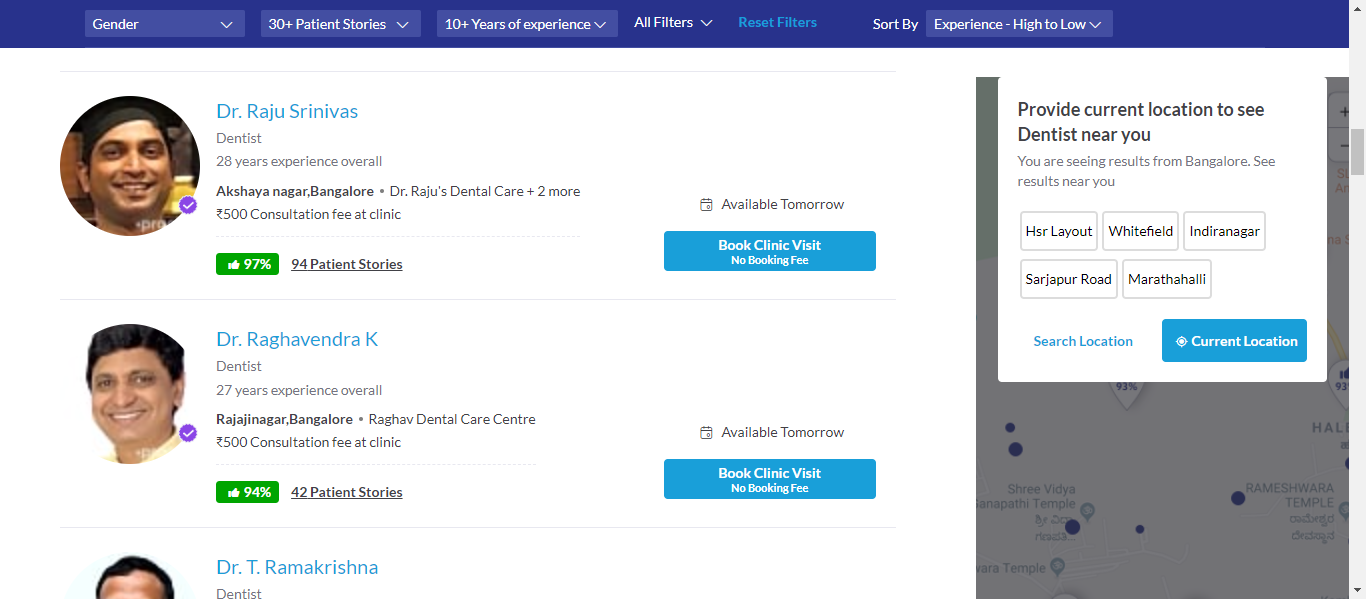 Gender
30+ Patient Stories
10+ Years of experience
All Filters
Reset Filters
Sort By
Experience - High to Low
Dr. Raju Srinivas
Dentist
28 years experience overall
Akshaya nagar,Bangalore • Dr. Raju's Dental Care + 2 more
₹500 Consultation fee at clinic
97%
94 Patient Stories
Available Tomorrow
Book Clinic Visit
No Booking Fee
Dr. Raghavendra K
Dentist
27 years experience overall
Rajajinagar,Bangalore • Raghav Dental Care Centre
₹500 Consultation fee at clinic
94%
42 Patient Stories
Available Tomorrow
Book Clinic Visit
No Booking Fee
Dr. T. Ramakrishna
Dentist
Provide current location to see
Dentist near you
You are seeing results from Bangalore. See
results near you
Hsr Layout
Whitefield
Indiranagar
Sarjapur Road
Marathahalli
Search Location
Current Location
93%
Shree Vidya
Ganapathi Temple
ಶ್ರೀ ವಿದ್ಯಾ
ಗಣಪತಿ...
RAMESHWARA
TEMPLE
ರಾಮೇಶ್ವರ
ದೇವಸ್ಥಾನ
Temple